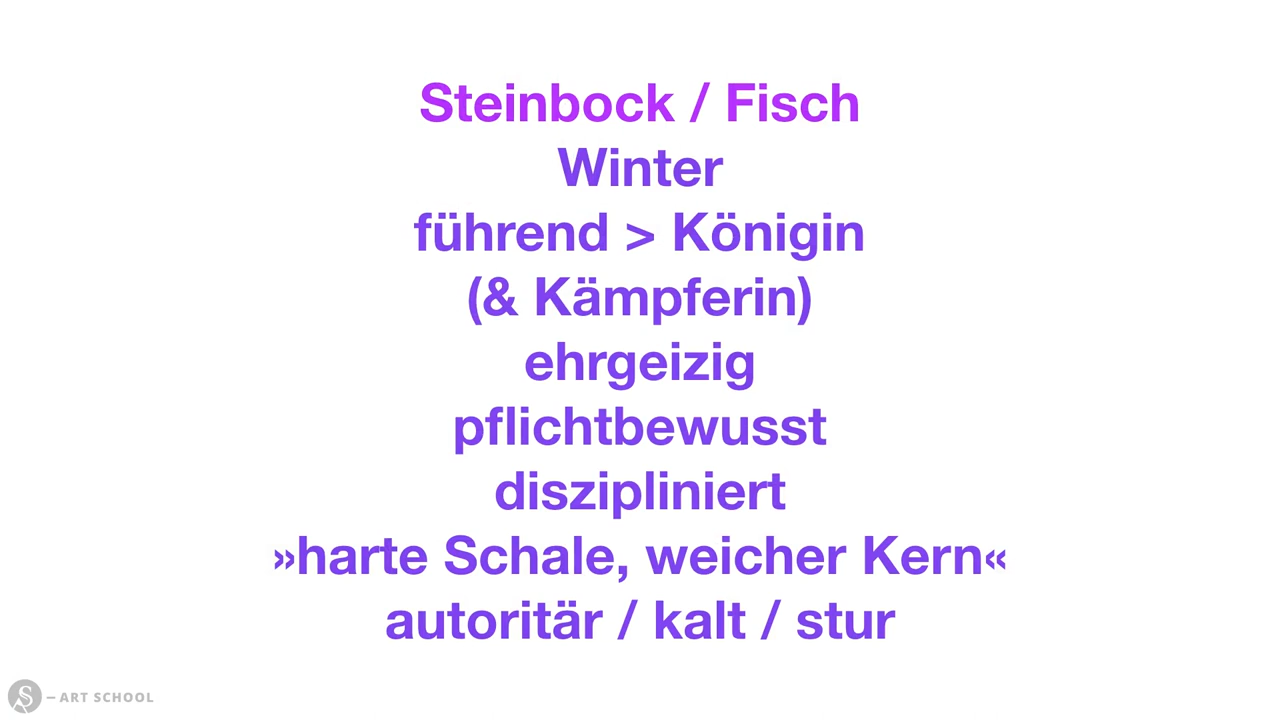 Steinbock / Fisch
Winter
führend > Königin
(& Kämpferin)
ehrgeizig
pflichtbewusst
diszipliniert
»harte Schale, weicher Kern«
autoritär / kalt / stur
– ART SCHOOL